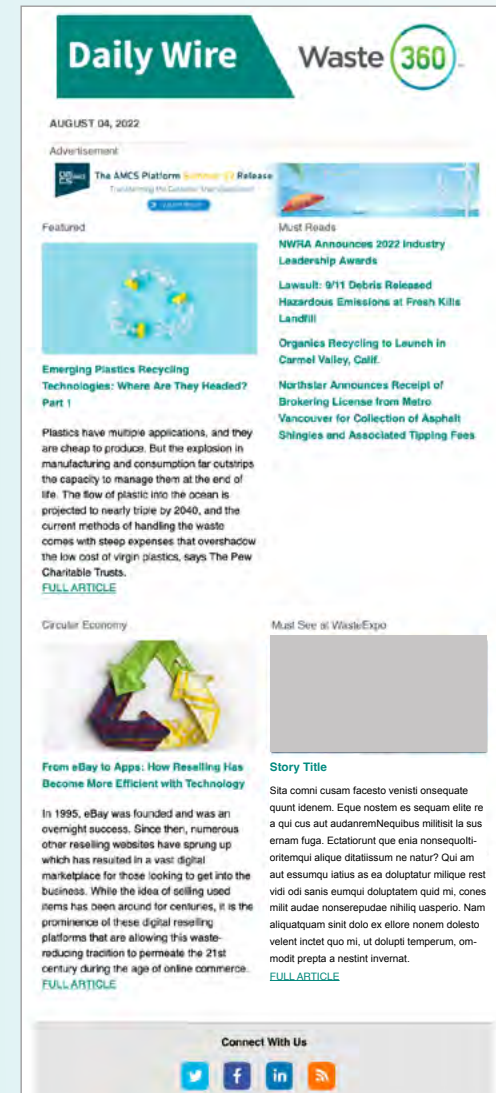 Daily Wire
Waste 360
AUGUST 04, 2022
Advertisement
The AMCS Platform Release
Featured
Emerging Plastics Recycling
Technologies: Where Are They Headed?
Part 1
Plastics have multiple applications, and they
are cheap to produce. But the explosion in
manufacturing and consumption far outstrips
the capacity to manage them at the end of
life. The flow of plastic into the ocean is
projected to nearly triple by 2040, and the
current methods of handling the waste
comes with steep expenses that overshadow
the low cost of virgin plastics, says The Pew
Charitable Trusts.
FULL ARTICLE
Must Reads
NWRA Announces 2022 Industry
Leadership Awards
Lawsuit: 9/11 Debris Released
Hazardous Emissions at Fresh Kills
Landfill
Organics Recycling to Launch in
Carmel Valley, Calif.
Northstar Announces Receipt of
Brokering License from Metro
Vancouver for Collection of Asphalt
Shingles and Associated Tipping Fees
Circular Economy
From eBay to Apps: How Reselling Has
Become More Efficient with Technology
In 1995, eBay was founded and was an
overnight success. Since then, numerous
other reselling websites have sprung up
which has resulted in a vast digital
marketplace for those looking to get into the
business. While the idea of selling used
items has been around for centuries, it is the
prominence of these digital reselling
platforms that are allowing this waste-
reducing tradition to permeate the 21st
century during the age of online commerce.
FULL ARTICLE
Must See at WasteExpo
Story Title
Sita comni cusam facesto venisti onsequate
quunt idenem. Eque nostem es sequam elite re
a qui cus aut audanremNequibus militisit la sus
ernam fuga. Ectatiorunt que enia nonsequolti-
oritemqui alique ditatiissum ne natur? Qui am
aut essumqu iatius as ea doluptatur milique rest
vidi odi sanis eumqui doluptatem quid mi, cones
milit audae nonserepudae nihiliq uasperio. Nam
aliquatquam sinit dolo ex ellore nonem dolesto
velent inctet quo mi, ut dolupti temperum, om-
modit prepta a nestint invernat.
FULL ARTICLE
Connect With Us